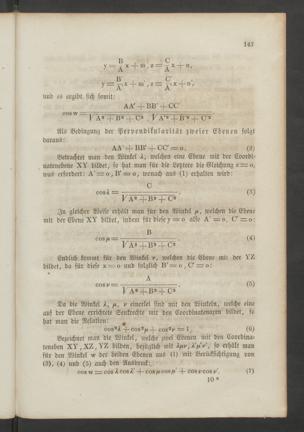 147
y = B/A x + m, z = C/A x + n,
y = B'/A' x + m', z = C'/A' x + n',
und es ergibt sich somit:
cos w = AA' + BB' + CC' / √A² + B² + C² . √A'² + B'² + C'²
Als Bedingung der Perpendikularität zweier Ebenen folgt
daraus:
AA' + BB' + CC' = o. (2)
Betrachtet man den Winkel λ, welchen eine Ebene mit der Coordi-
natenebene XY bildet, so hat man für die Letztere die Gleichung z = o,
was erfordert: A' = o, B' = o, wonach aus (1) erhalten wird:
cos λ = C / √A² + B² + C² . (3)
In gleicher Weise erhält man für den Winkel μ, welchen die Ebene
mit der Ebene XY bildet, indem für diese y = o also A' = o, C' = o:
cos μ = B / √A² + B² + C² (4)
Endlich kommt für den Winkel ν, welchen die Ebene mit der YZ
bildet, da für diese x = o und folglich B' = o, C' = o:
cos ν = A / √A² + B² + C² (5)
Da die Winkel λ, μ, ν einerlei sind mit den Winkeln, welche eine
auf der Ebene errichtete Senkrechte mit den Coordinatenaxen bildet, so
hat man die Relation:
cos²λ + cos²μ + cos²ν = 1, (6)
Bezeichnet man die Winkel, welche zwei Ebenen mit den Coordina-
tenebenen XY, XZ, YZ bilden, bezüglich mit λμν, λ'μ'ν', so erhält man
für den Winkel w der beiden Ebenen aus (1) mit Berücksichtigung von
(3), (4) und (5) auch den Ausdruck:
cos w = cos λ cos λ' + cos μ cos μ' + cos ν cos ν'. (7)
10 *